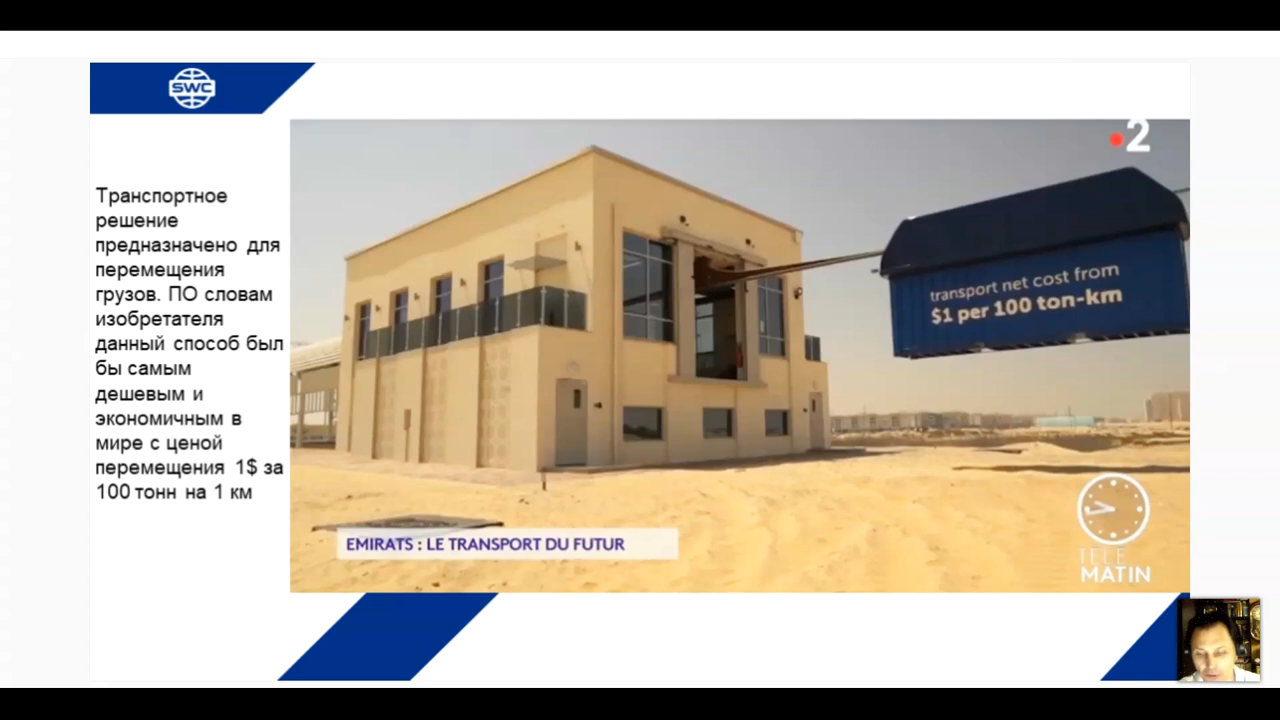 SWC
Транспортное
решение
предназначено для
перемещения
грузов. ПО словам
изобретателя
данный способ был
бы самым
дешевым и
экономичным в
мире с ценой
перемещения 1$ за
100 тонн на 1 км
2
transport net cost from
$1 per 100 ton-km
EMIRATS : LE TRANSPORT DU FUTUR
TELE
MATIN